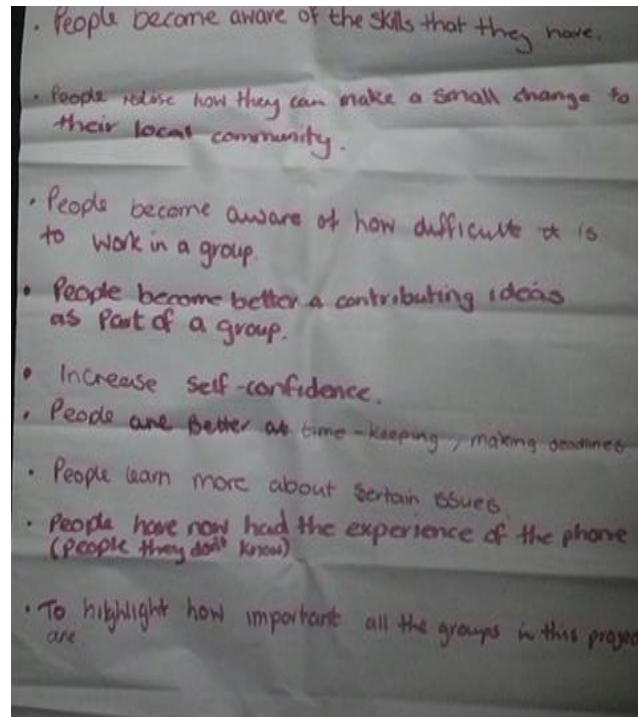 · People become aware of the skills that they have.
· People relise how they can make a small change to
their local community.
· People become aware of how difficult it is
to work in a group.
· People become better a contributing ideas
as part of a group.
· Increase self-confidence.
· People are better at time-keeping, making deadlines
· People learn more about sertain issues.
· People have now had the experience of the phone
(people they don't know)
· To highlight how important all the groups in this project
are.